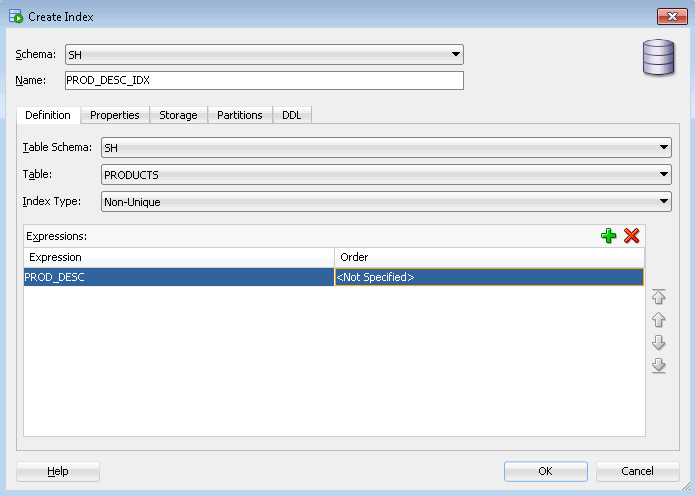 Create Index
Schema: SH
Name: PROD_DESC_IDX
Definition Properties Storage Partitions DDL
Table Schema: SH
Table: PRODUCTS
Index Type: Non-Unique
Expressions:
Expression Order
PROD_DESC <Not Specified>
Help OK Cancel